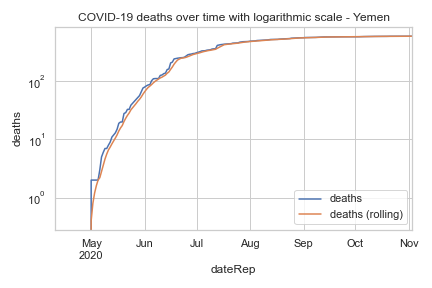 COVID-19 deaths over time with logarithmic scale - Yemen
deaths
10²
10¹
10⁰
deaths
deaths (rolling)
May Jun Jul Aug Sep Oct Nov
2020
dateRep